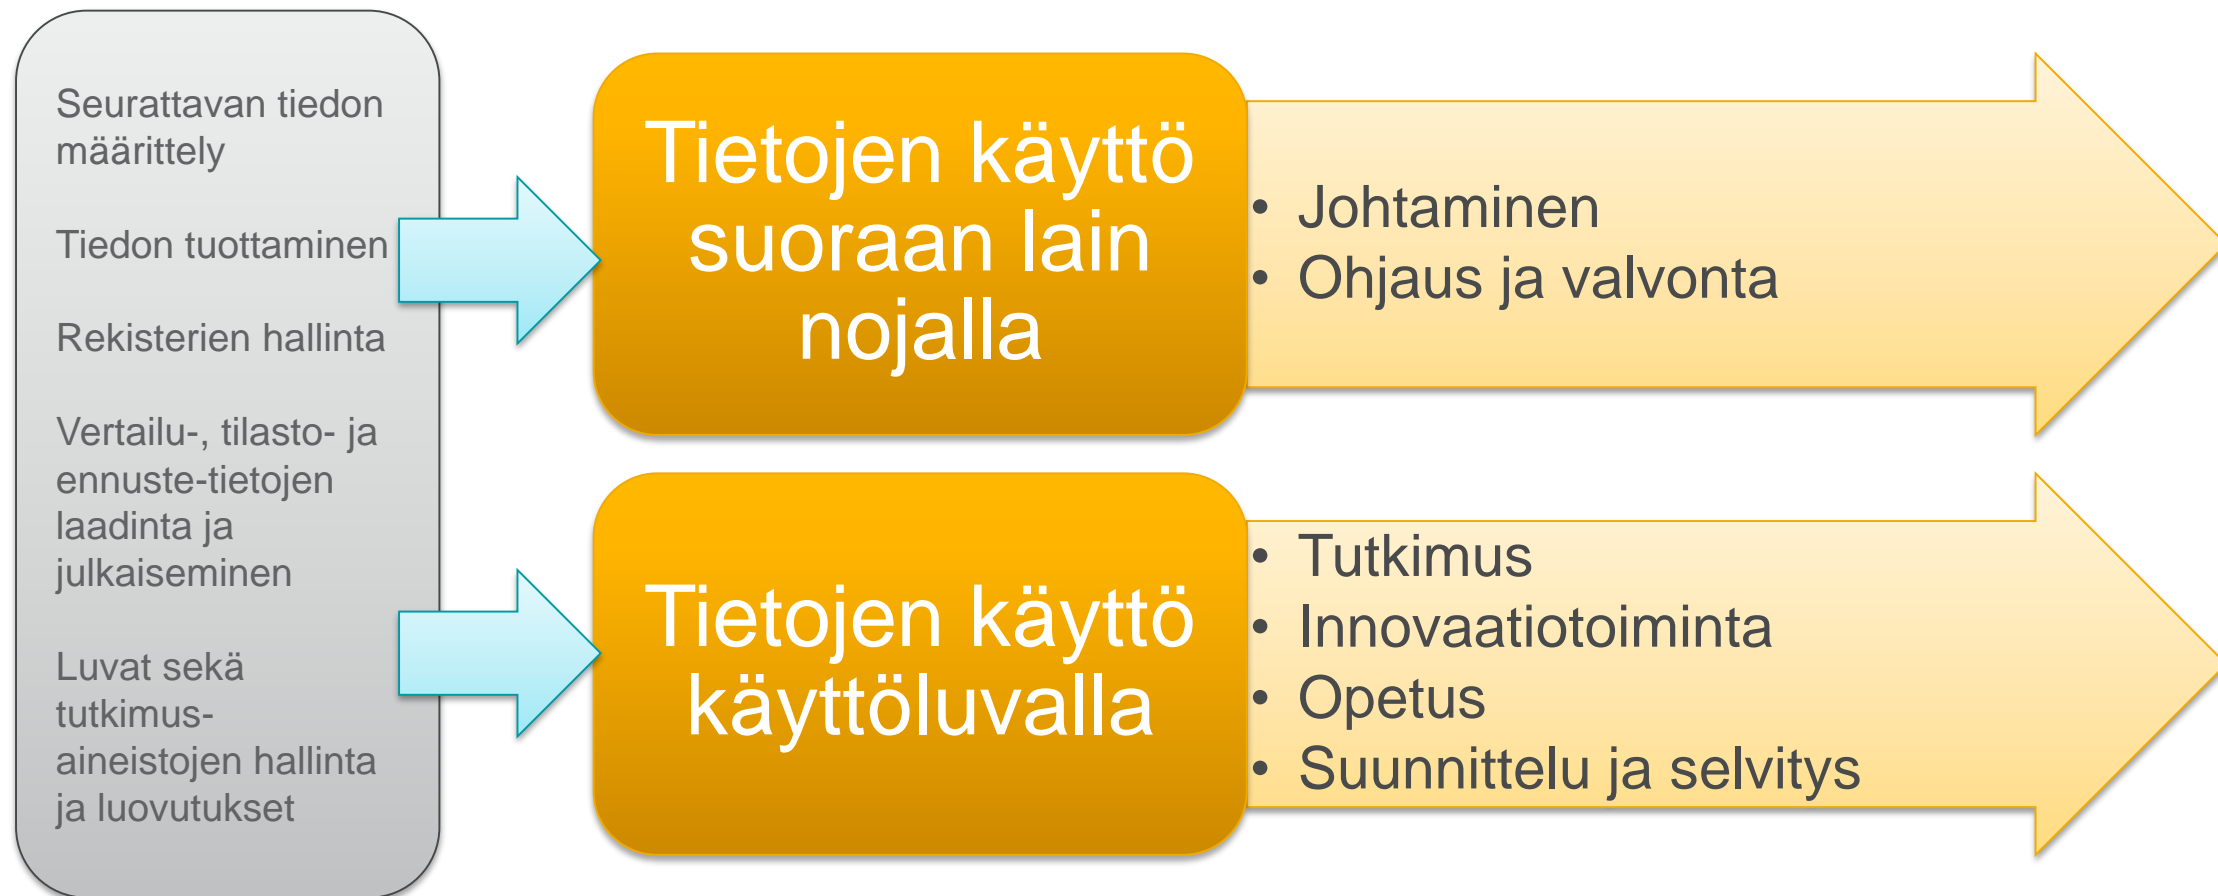 Seurattavan tiedon
määrittely
Tiedon tuottaminen
Rekisterien hallinta
Vertailu-, tilasto- ja
ennuste-tietojen
laadinta ja
julkaiseminen
Luvat sekä
tutkimus-
aineistojen hallinta
ja luovutukset
Tietojen käyttö
suoraan lain
nojalla
• Johtaminen
• Ohjaus ja valvonta
Tietojen käyttö
käyttöluvalla
• Tutkimus
• Innovaatiotoiminta
• Opetus
• Suunnittelu ja selvitys